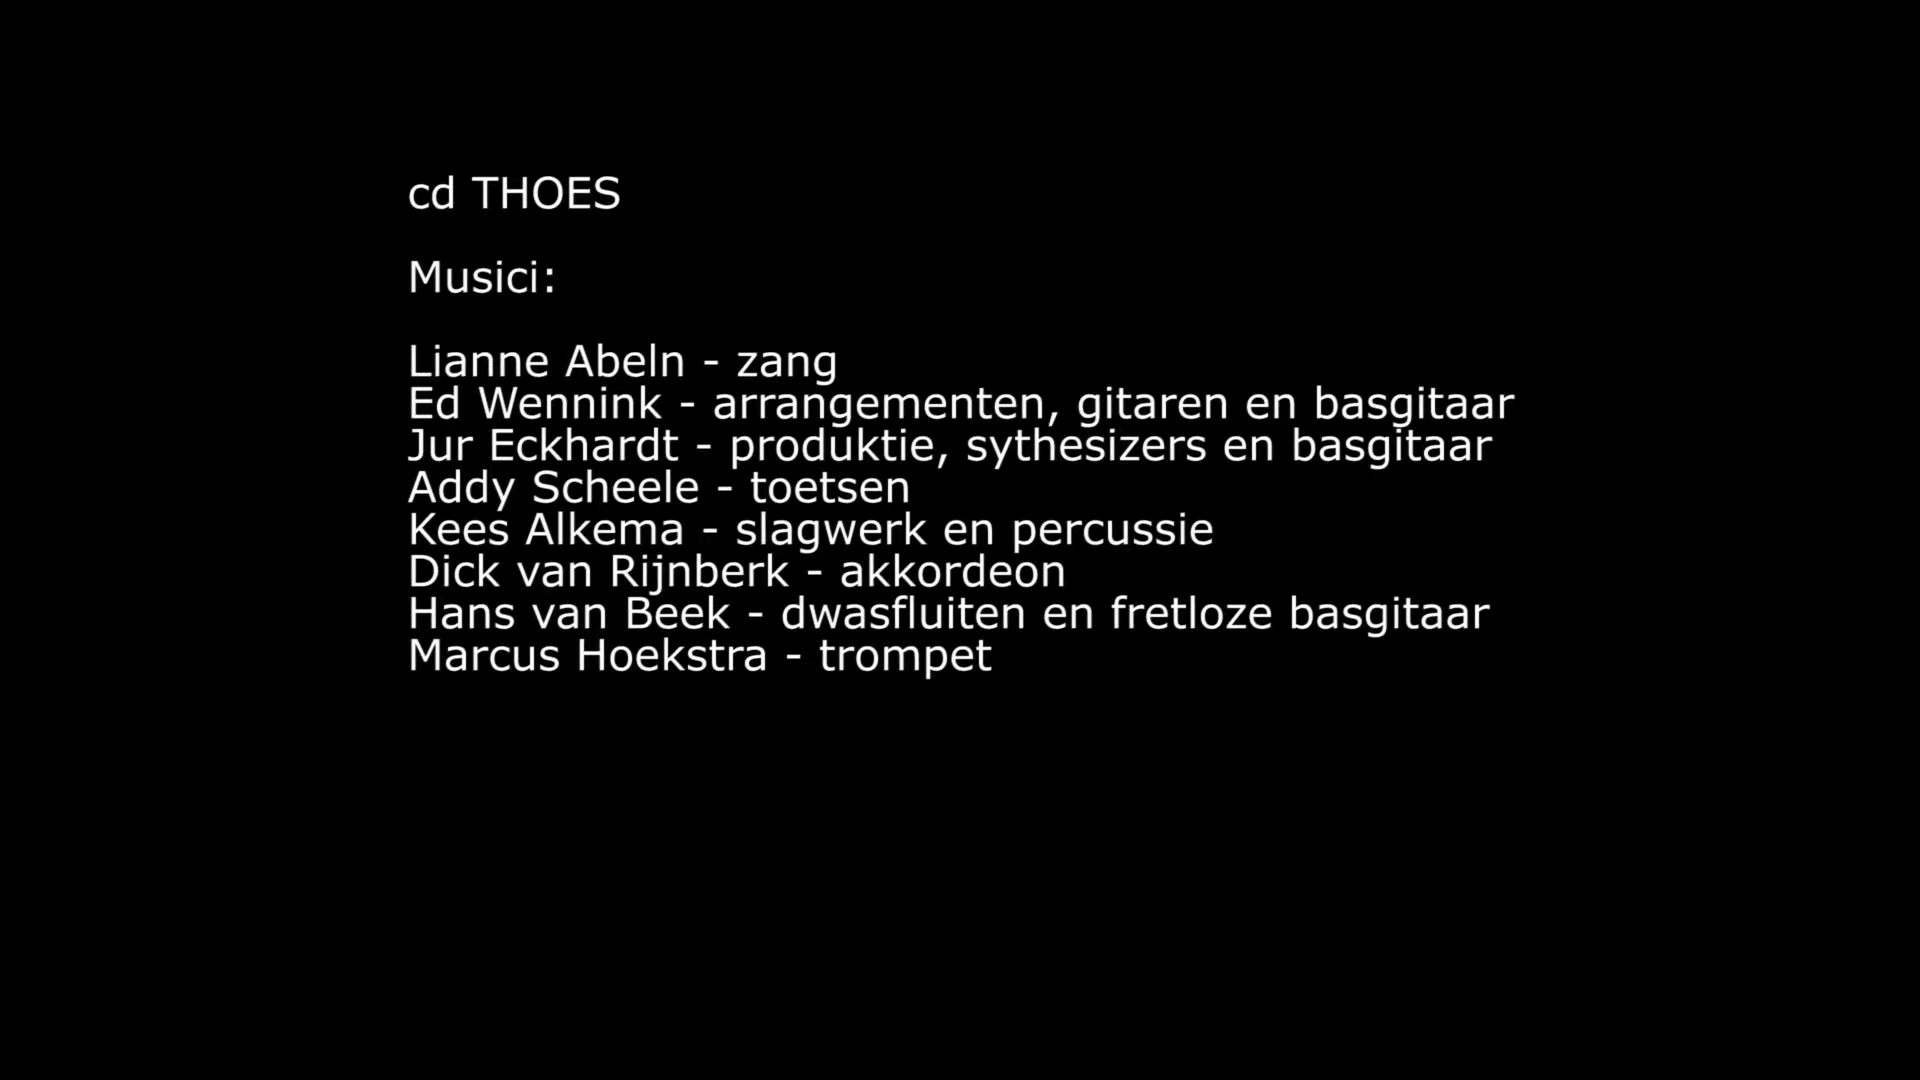 cd THOES
Musici:
Lianne Abeln - zang
Ed Wennink - arrangementen, gitaren en basgitaar
Jur Eckhardt - produktie, sythesizers en basgitaar
Addy Scheele - toetsen
Kees Alkema - slagwerk en percussie
Dick van Rijnberk - akkordeon
Hans van Beek - dwasfluiten en fretloze basgitaar
Marcus Hoekstra - trompet